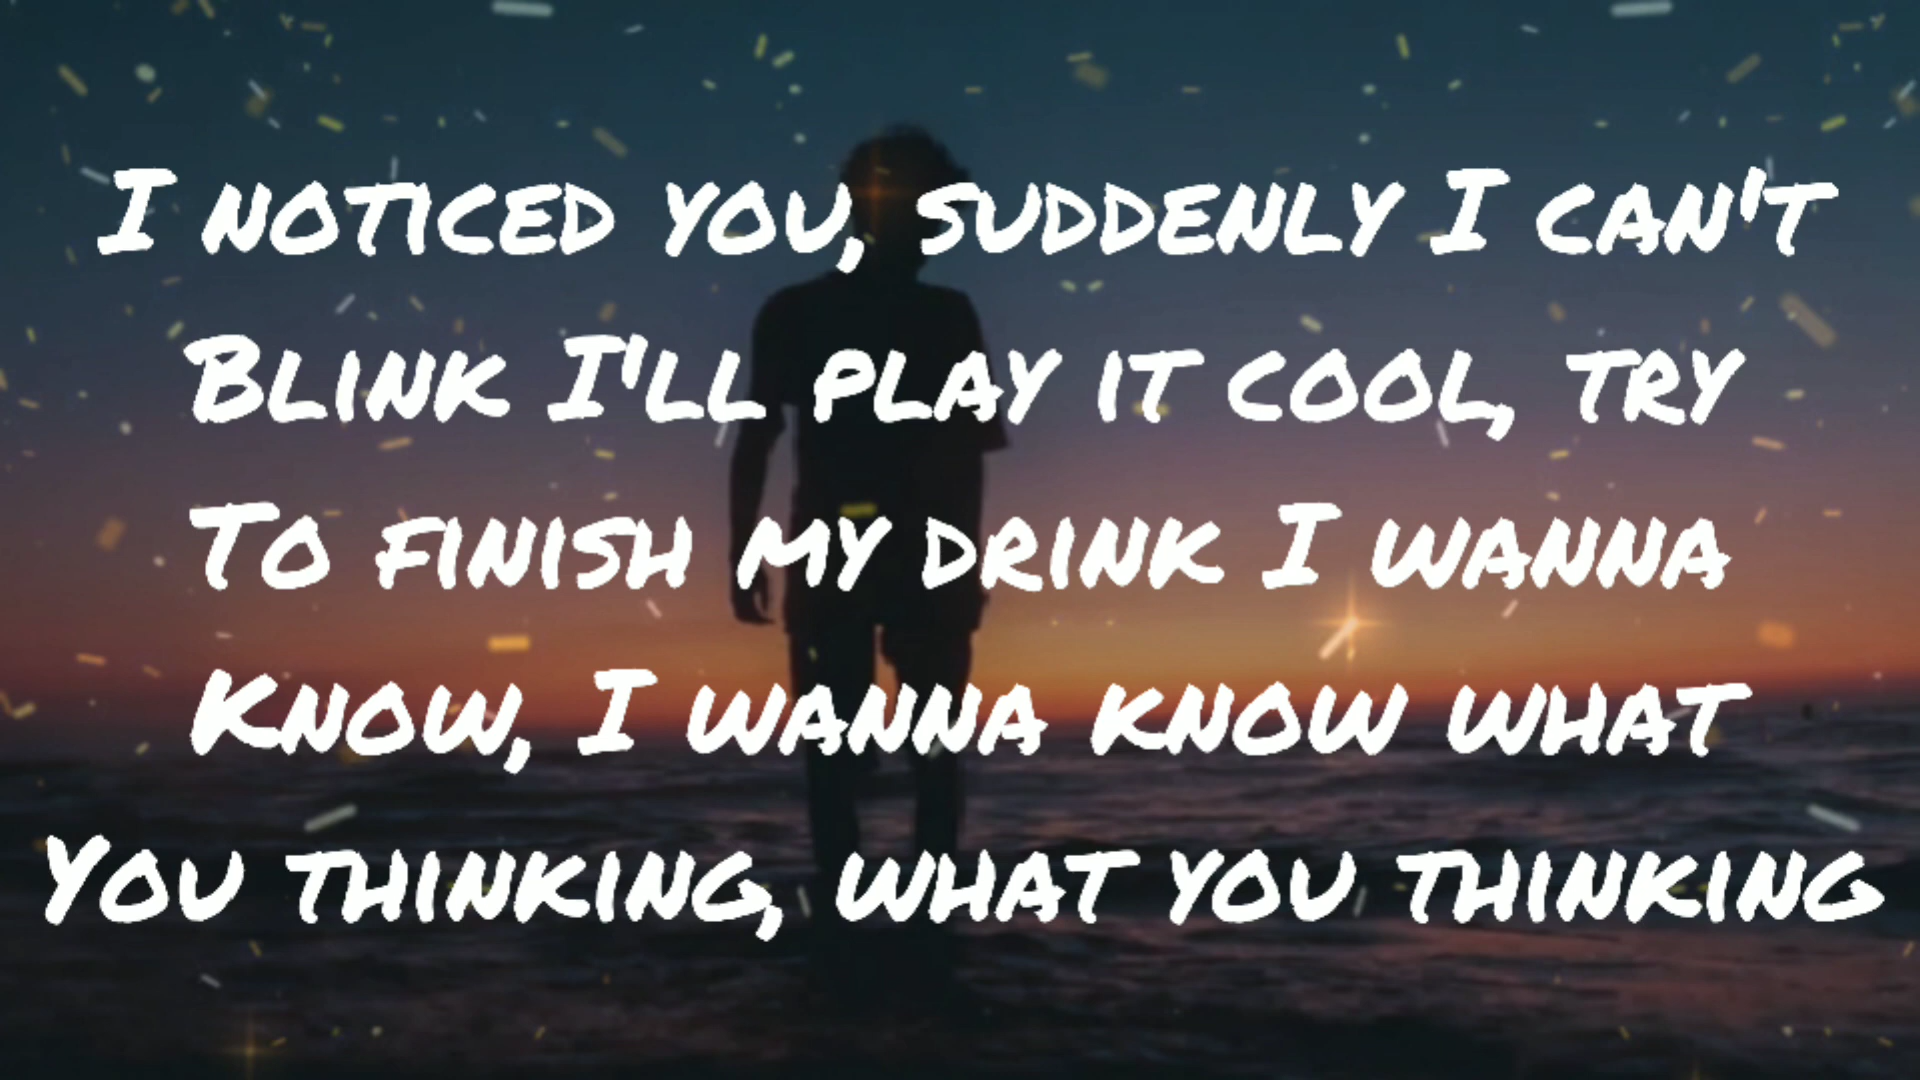 I noticed you, suddenly I can't
Blink I'll play it cool, try
To finish my drink I wanna
Know, I wanna know what
You thinking, what you thinking